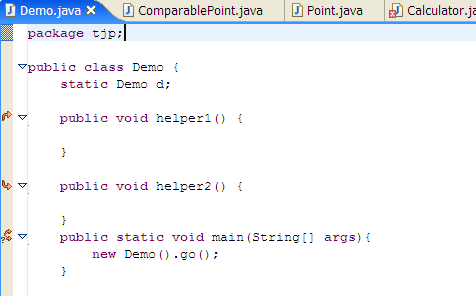 Demo.java ComparablePoint.java Point.java Calculator.ja
package tjp;
public class Demo {
static Demo d;
public void helper1() {
}
public void helper2() {
}
public static void main(String[] args){
new Demo().go();
}